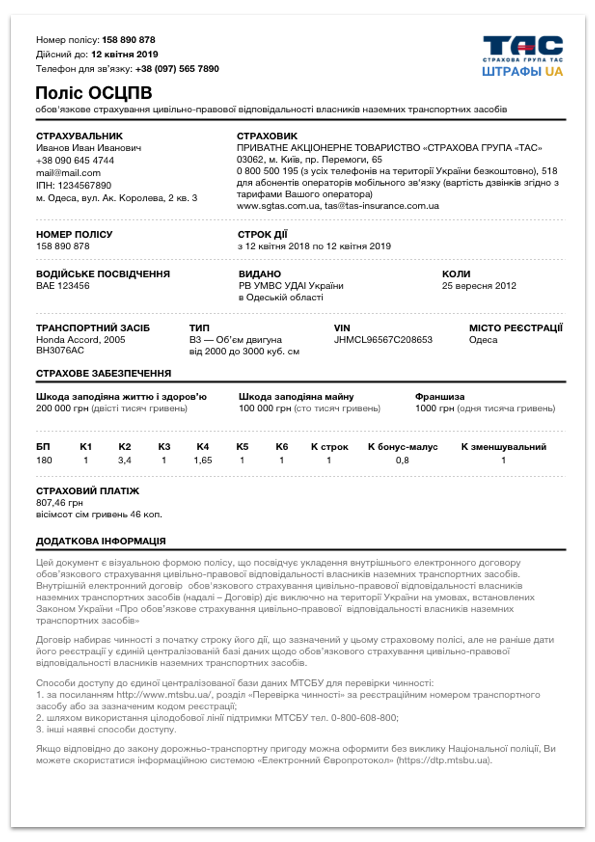 Номер полісу: 158 890 878
Дійсний до: 12 квітня 2019
Телефон для зв'язку: +38 (097) 565 7890
ТАС
СТРАХОВА ГРУПА ТАС
ШТРАФЫ UA
Поліс ОСЦПВ
обов'язкове страхування цивільно-правової відповідальності власників наземних транспортних засобів
СТРАХУВАЛЬНИК
Иванов Иван Иванович
+38 090 645 4744
mail@mail.com
ІПН: 1234567890
м. Одеса, вул. Ак. Королева, 2 кв. 3
СТРАХОВИК
ПРИВАТНЕ АКЦІОНЕРНЕ ТОВАРИСТВО «СТРАХОВА ГРУПА «ТАС»
03062, м. Київ, пр. Перемоги, 65
0 800 500 195 (з усіх телефонів на території України безкоштовно), 518
для абонентів операторів мобільного зв'язку (вартість дзвінків згідно з
тарифами Вашого оператора)
www.sgtas.com.ua, tas@tas-insurance.com.ua
НОМЕР ПОЛІСУ
158 890 878
СТРОК ДІЇ
з 12 квітня 2018 по 12 квітня 2019
ВОДІЙСЬКЕ ПОСВІДЧЕННЯ
ВАЕ 123456
ВИДАНО
РВ УМВС УДАІ України
в Одеській області
КОЛИ
25 вересня 2012
ТРАНСПОРТНИЙ ЗАСІБ
Honda Accord, 2005
BH3076AC
ТИП
B3 — Об'єм двигуна
від 2000 до 3000 куб. см
VIN
JHMCL96567C208653
МІСТО РЕЄСТРАЦІЇ
Одеса
СТРАХОВЕ ЗАБЕЗПЕЧЕННЯ
Шкода заподіяна життю і здоров'ю
200 000 грн (двісті тисяч гривень)
Шкода заподіяна майну
100 000 грн (сто тисяч гривень)
Франшиза
1000 грн (одня тисяча гривень)
БП К1 К2 К3 К4 К5 К6 К строк К бонус-малус К зменшувальний
180 1 3,4 1 1,65 1 1 1 0,8 1
СТРАХОВИЙ ПЛАТІЖ
807,46 грн
вісімсот сім гривень 46 коп.
ДОДАТКОВА ІНФОРМАЦІЯ
Цей документ є візуальною формою полісу, що посвідчує укладення внутрішнього електронного договору
обов'язкового страхування цивільно-правової відповідальності власників наземних транспортних засобів.
Внутрішній електронний договір обов'язкового страхування цивільно-правової відповідальності власників
наземних транспортних засобів (надалі – Договір) діє виключно на території України на умовах, встановлених
Законом України «Про обов'язкове страхування цивільно-правової відповідальності власників наземних
транспортних засобів»
Договір набирає чинності з початку строку його дії, що зазначений у цьому страховому полісі, але не раніше дати
його реєстрації у єдиній централізованій базі даних щодо обов'язкового страхування цивільно-правової
відповідальності власників наземних транспортних засобів.
Способи доступу до єдиної централізованої бази даних МТСБУ для перевірки чинності:
1. за посиланням http://www.mtsbu.ua/, розділ «Перевірка чинності» за реєстраційним номером транспортного
засобу або за зазначеним кодом реєстрації;
2. шляхом використання цілодобової лінії підтримки МТСБУ тел. 0-800-608-800;
3. інші наявні способи доступу.
Якщо відповідно до закону дорожньо-транспортну пригоду можна оформити без виклику Національної поліції, Ви
можете скористатися інформаційною системою «Електронний Європротокол» (https://dtp.mtsbu.ua).